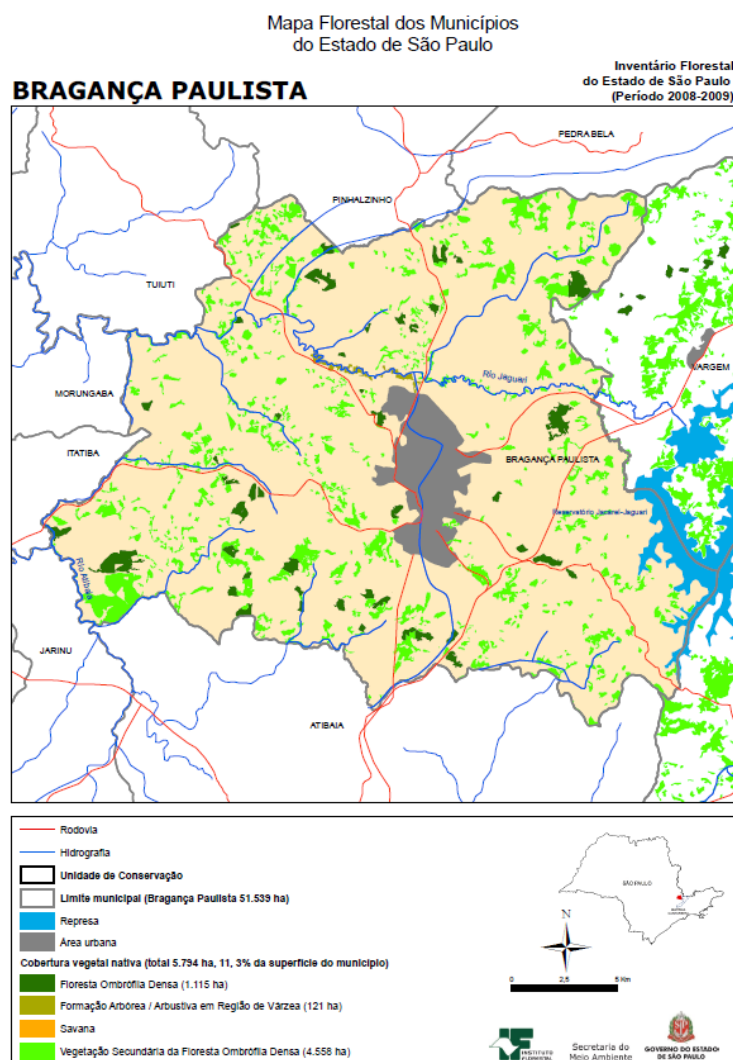 Mapa Florestal dos Municípios
do Estado de São Paulo
BRAGANÇA PAULISTA
Inventário Florestal
do Estado de São Paulo
(Período 2008-2009)
PEDRA BELA
PINHALZINHO
TUIUTI
VARGEM
Rio Jaguari
MORUNGABA
ITATIBA
BRAGANÇA PAULISTA
Reservatório Jacareí-Jaguari
Rio Atibaia
JARINU
ATIBAIA
Rodovia
Hidrografia
Unidade de Conservação
Limite municipal (Bragança Paulista 51.539 ha)
Represa
Área urbana
Cobertura vegetal nativa (total 5.794 ha, 11, 3% da superfície do município)
Floresta Ombrófila Densa (1.115 ha)
Formação Arbórea / Arbustiva em Região de Várzea (121 ha)
Savana
Vegetação Secundária da Floresta Ombrófila Densa (4.558 ha)
SÃO PAULO
N
0 2,5 5 Km
INSTITUTO
FLORESTAL
Secretaria do
Meio Ambiente
GOVERNO DO ESTADO
DE SÃO PAULO